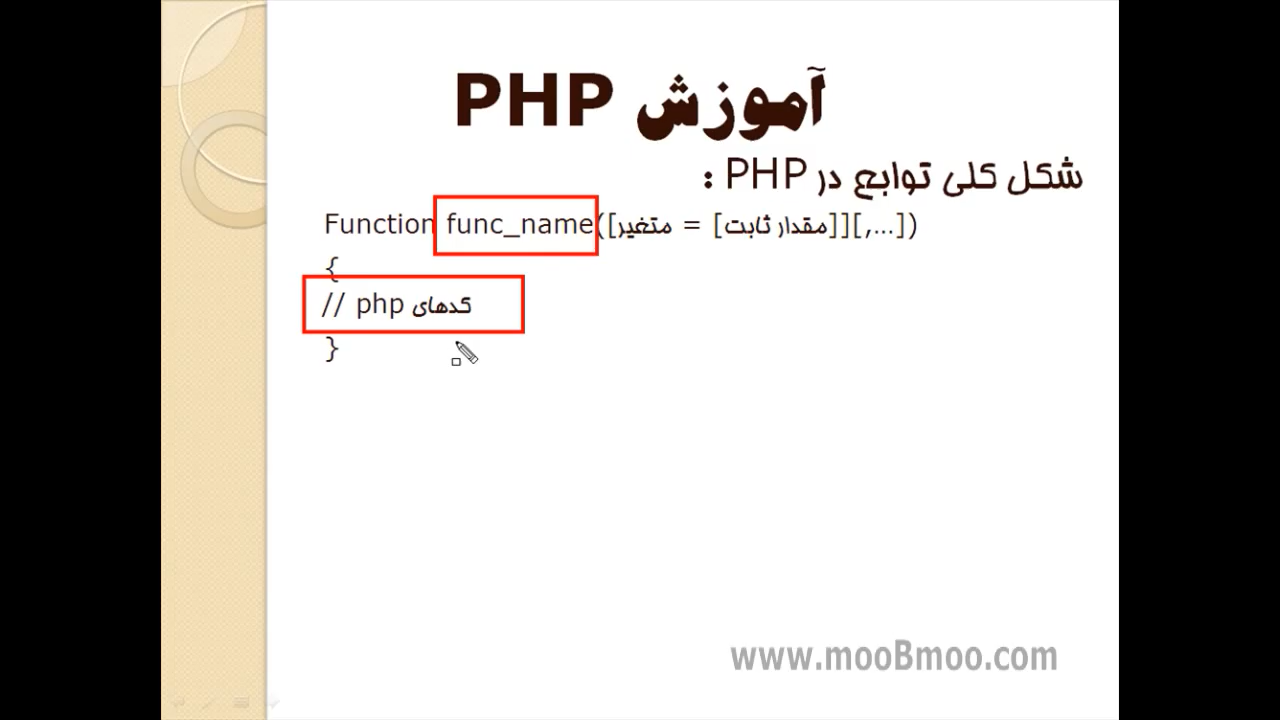 آموزش PHP
شکل کلی توابع در PHP :
Function func_name([متغیر = [مقدار ثابت]][,...])
{
// php کدهای
}
www.mooBmoo.com